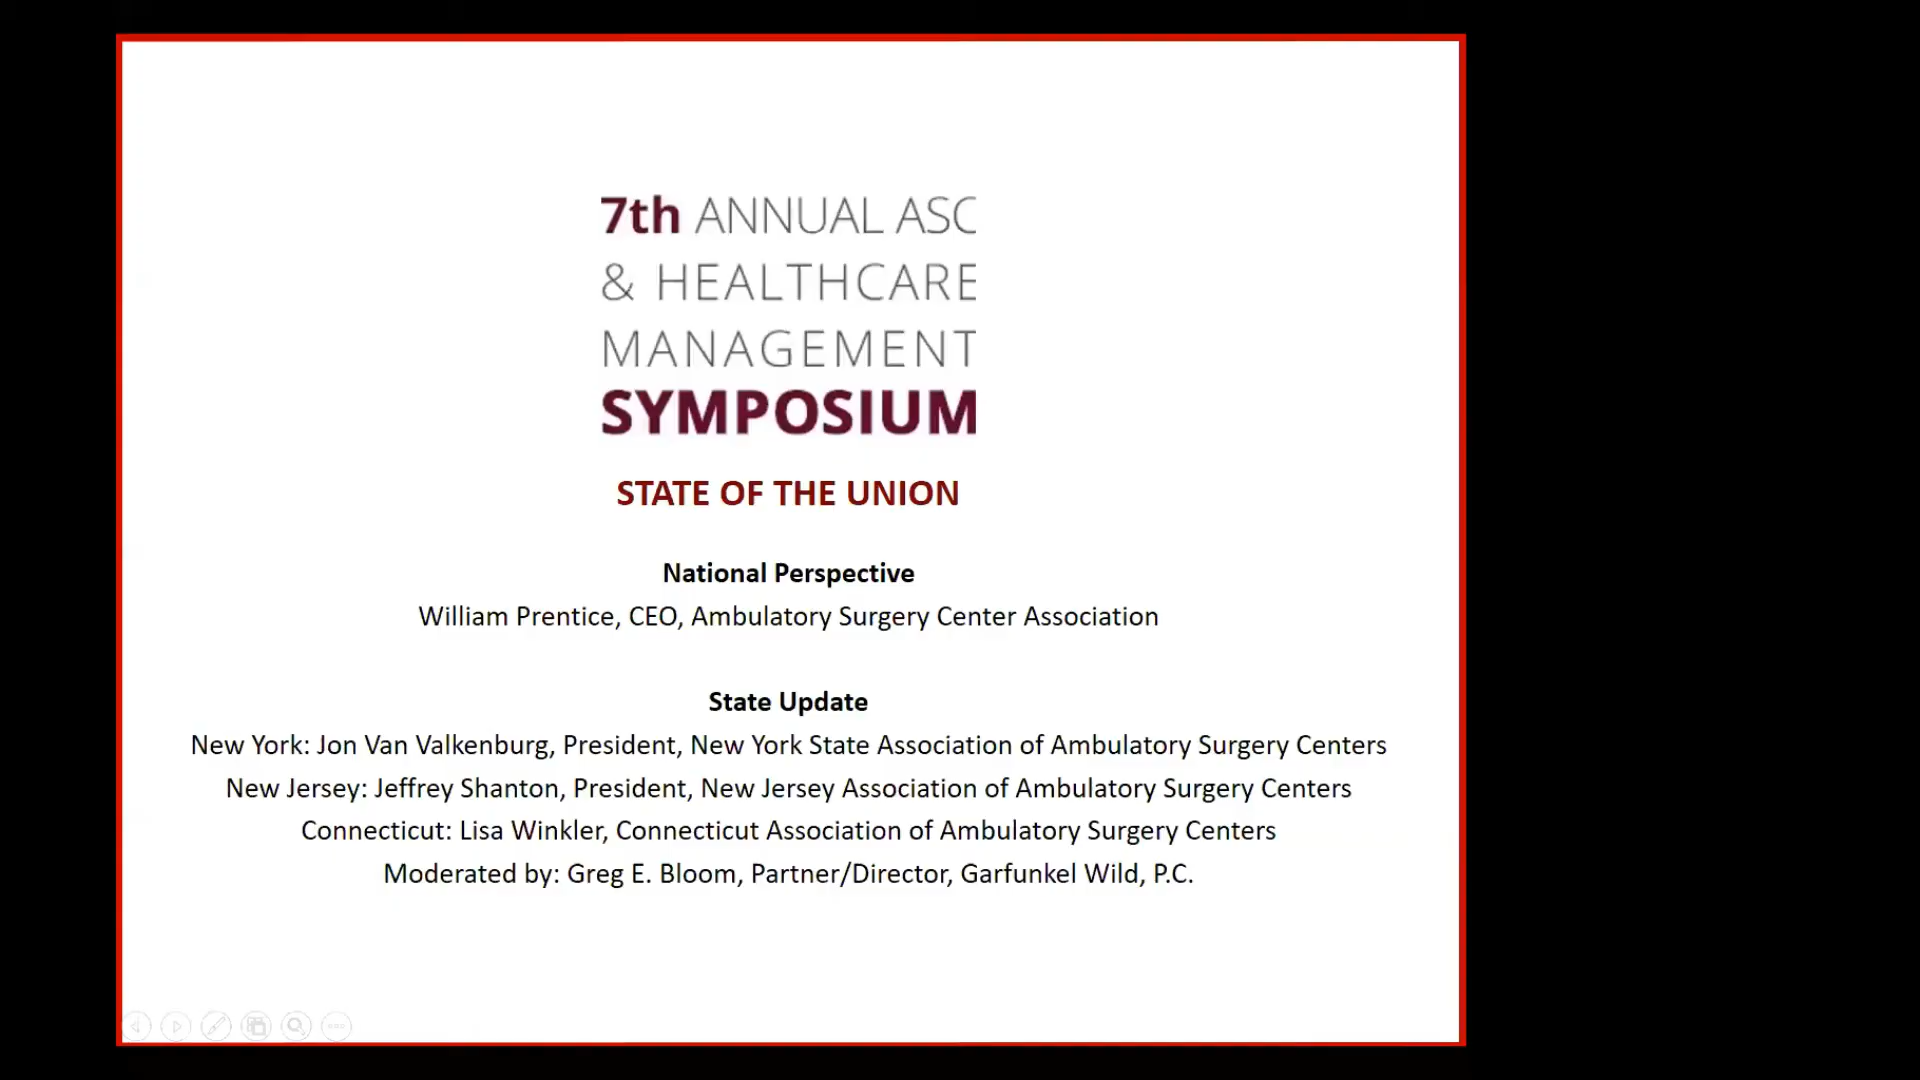 7th ANNUAL ASC
& HEALTHCARE
MANAGEMENT
SYMPOSIUM
STATE OF THE UNION
National Perspective
William Prentice, CEO, Ambulatory Surgery Center Association
State Update
New York: Jon Van Valkenburg, President, New York State Association of Ambulatory Surgery Centers
New Jersey: Jeffrey Shanton, President, New Jersey Association of Ambulatory Surgery Centers
Connecticut: Lisa Winkler, Connecticut Association of Ambulatory Surgery Centers
Moderated by: Greg E. Bloom, Partner/Director, Garfunkel Wild, P.C.